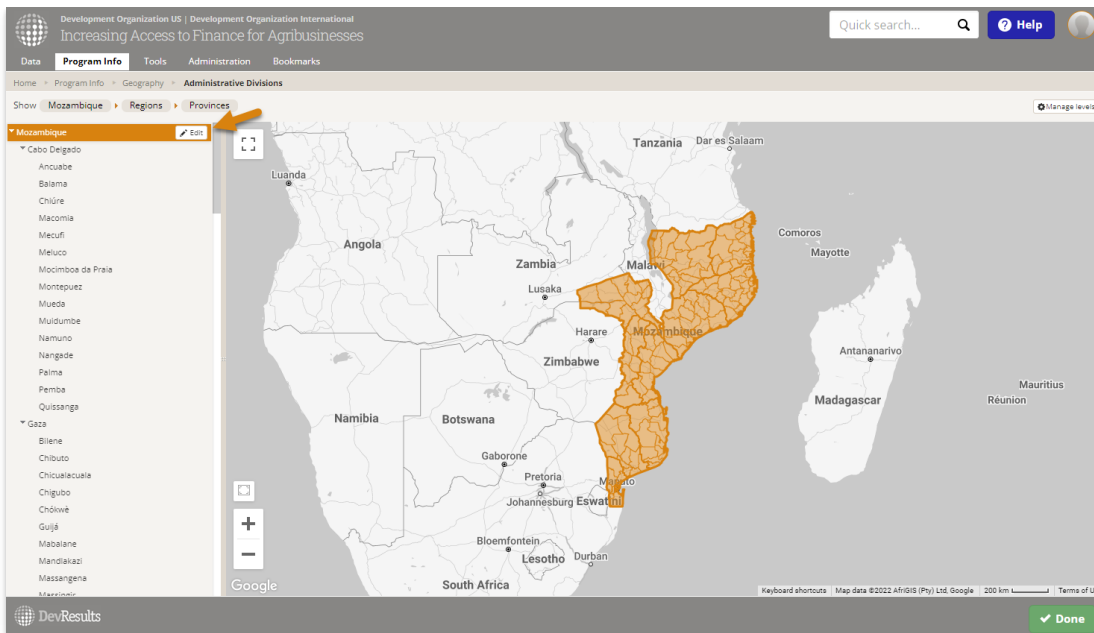 Development Organization US | Development Organization International
Increasing Access to Finance for Agribusinesses
Quick search...
Help
Data Program Info Tools Administration Bookmarks
Home Program Info Geography Administrative Divisions
Show Mozambique Regions Provinces
Manage levels
Mozambique
Edit
Cabo Delgado
Ancuabe
Balama
Chiúre
Macomia
Mecufi
Meluco
Mocimboa da Praia
Montepuez
Mueda
Muidumbe
Namuno
Nangade
Palma
Pemba
Quissanga
Gaza
Bilene
Chibuto
Chicualacuala
Chigubo
Chókwè
Guijá
Mabalane
Mandlakazi
Massangena
Massingir
Tanzania
Dar es Salaam
Luanda
Comoros
Angola
Mayotte
Zambia
Malawi
Lusaka
Harare
Mozambique
Zimbabwe
Antananarivo
Mauritius
Madagascar
Réunion
Namibia
Botswana
Gaborone
Pretoria
Maputo
Johannesburg
Eswatini
Bloemfontein
Lesotho
Durban
South Africa
Google
Keyboard shortcuts Map data ©2022 AfriGIS (Pty) Ltd, Google 200 km Terms of U
DevResults
Done